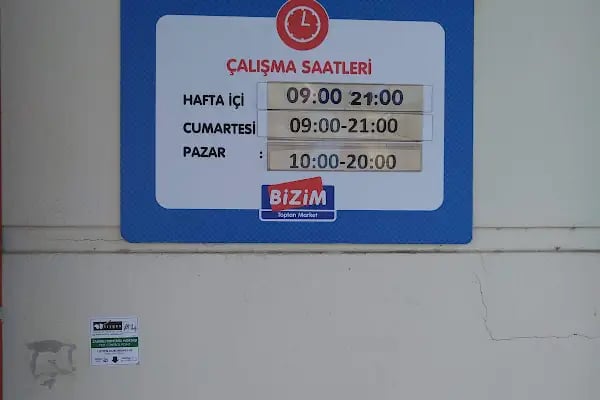 ÇALIŞMA SAATLERİ
HAFTA İÇİ 09:00 21:00
CUMARTESİ 09:00-21:00
PAZAR : 10:00-20:00
BİZİM
Toptan Market